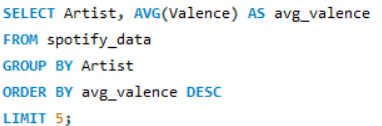 SELECT Artist, AVG(Valence) AS avg_valence
FROM spotify_data
GROUP BY Artist
ORDER BY avg_valence DESC
LIMIT 5;